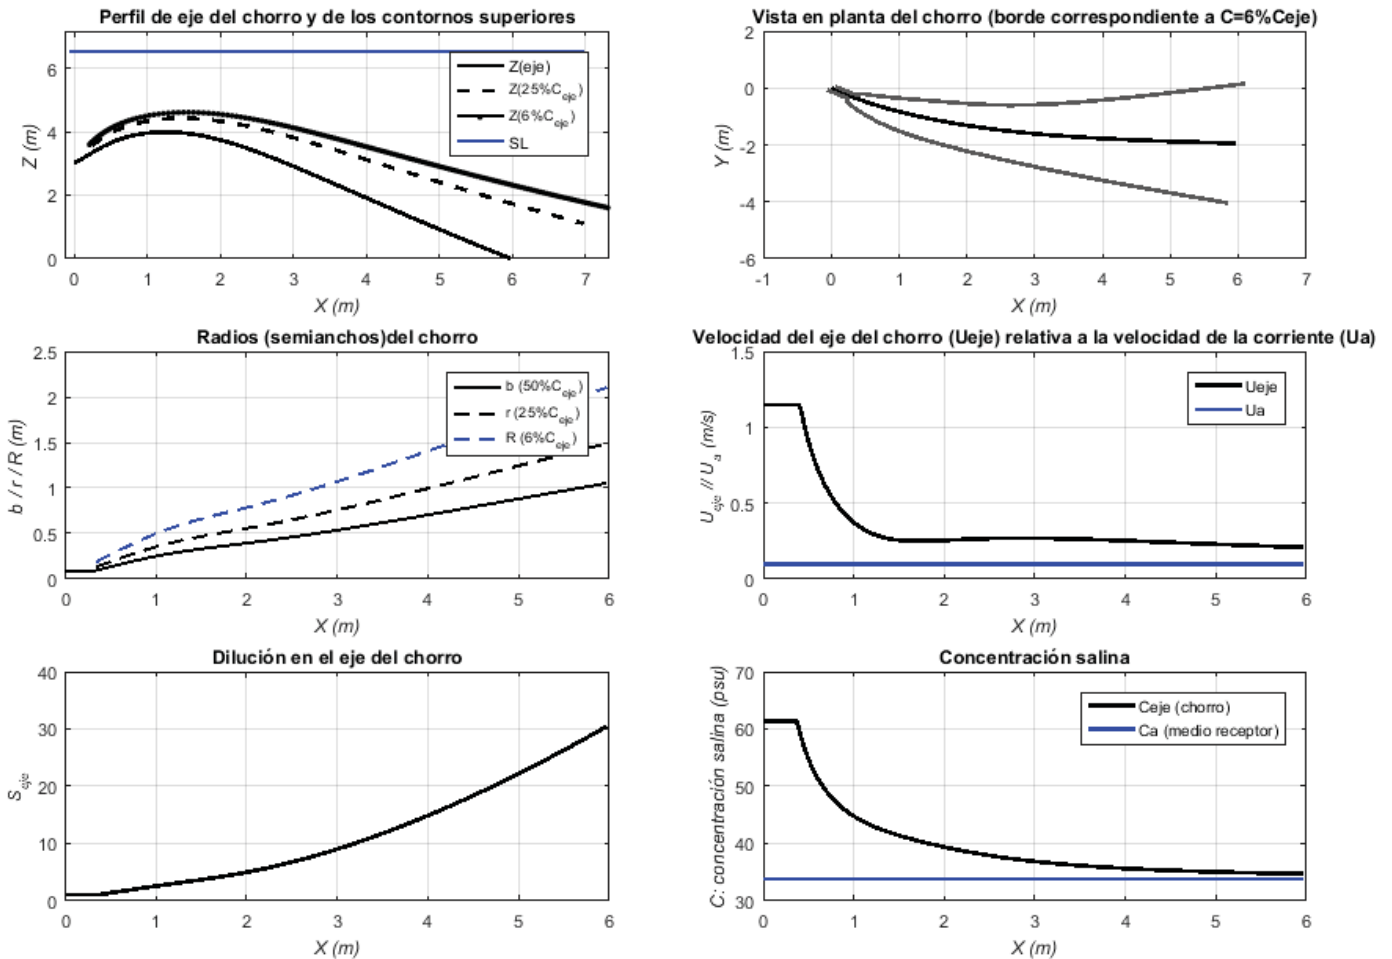 Perfil de eje del chorro y de los contornos superiores
6
4
2
0
Z (m)
Z(eje)
Z(25%Ceje)
Z(6%Ceje)
SL
0 1 2 3 4 5 6 7
X (m)
Vista en planta del chorro (borde correspondiente a C=6%Ceje)
2
0
-2
-4
-6
Y (m)
-1 0 1 2 3 4 5 6 7
X (m)
Radios (semianchos)del chorro
2.5
2
1.5
1
0.5
0
b / r / R (m)
b (50%Ceje)
r (25%Ceje)
R (6%Ceje)
0 1 2 3 4 5 6
X (m)
Velocidad del eje del chorro (Ueje) relativa a la velocidad de la corriente (Ua)
1.5
1
0.5
0
Ueje // Ua (m/s)
Ueje
Ua
0 1 2 3 4 5 6
X (m)
Dilución en el eje del chorro
40
30
20
10
0
Seje
0 1 2 3 4 5 6
X (m)
Concentración salina
70
60
50
40
30
C: concentración salina (psu)
Ceje (chorro)
Ca (medio receptor)
0 1 2 3 4 5 6
X (m)